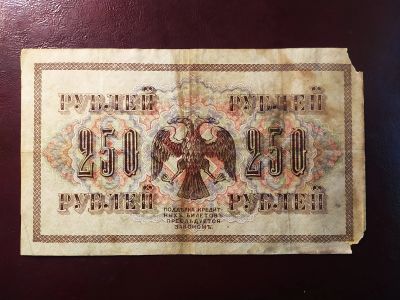 РУБЛЕЙ РУБЛЕЙ
250 250
РУБЛЕЙ РУБЛЕЙ
ПОДДѢЛКА КРЕДИТ-
НЫХЪ БИЛЕТОВЪ
ПРЕСЛѢДУЕТСЯ
ЗАКОНОМЪ.